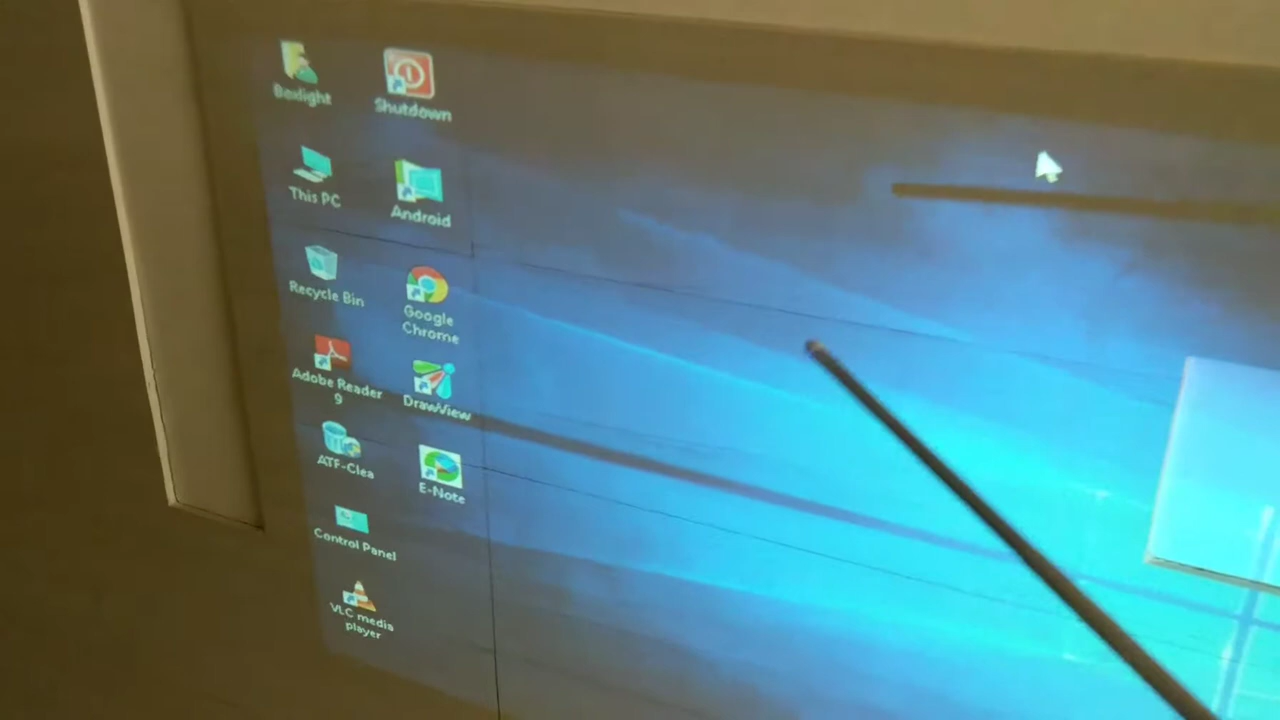 Boxlight
Shutdown
This PC
Android
Recycle Bin
Google
Chrome
Adobe Reader
9
DrawView
ATF-Clea
E-Note
Control Panel
VLC media
player